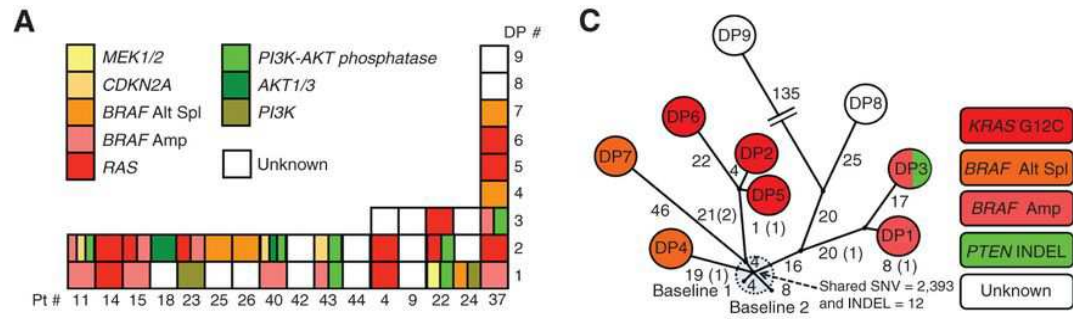 A
DP #
MEK1/2
CDKN2A
BRAF Alt Spl
BRAF Amp
RAS
PI3K-AKT phosphatase
AKT1/3
PI3K
Unknown
9
8
7
6
5
4
3
2
1
Pt # 11 14 15 18 23 25 26 40 42 43 44 4 9 22 24 37
C
DP9
135
DP8
DP6
DP2
DP7
22
4
DP5
25
DP3
46
21(2)
1 (1)
20
17
DP4
DP1
4
16
20 (1)
8 (1)
19 (1)
4
8
Baseline 1
Baseline 2
Shared SNV = 2,393
and INDEL = 12
KRAS G12C
BRAF Alt Spl
BRAF Amp
PTEN INDEL
Unknown